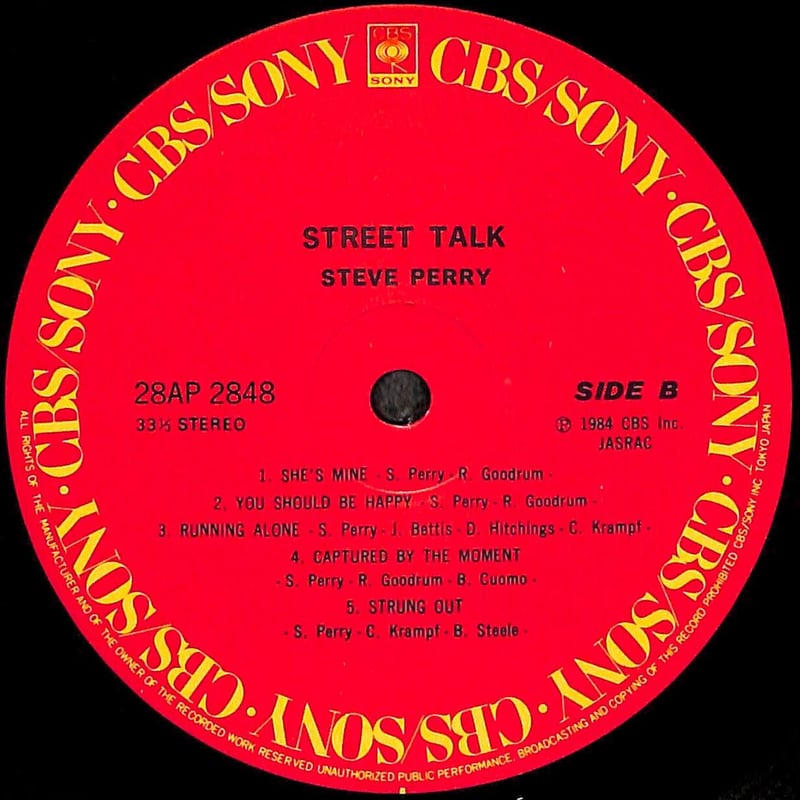 CBS
SONY
CBS/SONY · CBS/SONY · CBS/SONY · CBS/SONY · CBS/SONY · CBS/SONY · CBS/SONY · CBS/SONY
STREET TALK
STEVE PERRY
28AP 2848
33⅓ STEREO
SIDE B
Ⓟ 1984 CBS Inc.
JASRAC
1. SHE'S MINE - S. Perry - R. Goodrum -
2. YOU SHOULD BE HAPPY - S. Perry - R. Goodrum -
3. RUNNING ALONE - S. Perry - J. Bettis - D. Hitchings - C. Krampf -
4. CAPTURED BY THE MOMENT
- S. Perry - R. Goodrum - B. Cuomo -
5. STRUNG OUT
- S. Perry - C. Krampf - B. Steele -
ALL RIGHTS OF THE MANUFACTURER AND OF THE OWNER OF THE RECORDED WORK RESERVED UNAUTHORIZED PUBLIC PERFORMANCE, BROADCASTING AND COPYING OF THIS RECORD PROHIBITED CBS/SONY INC TOKYO JAPAN